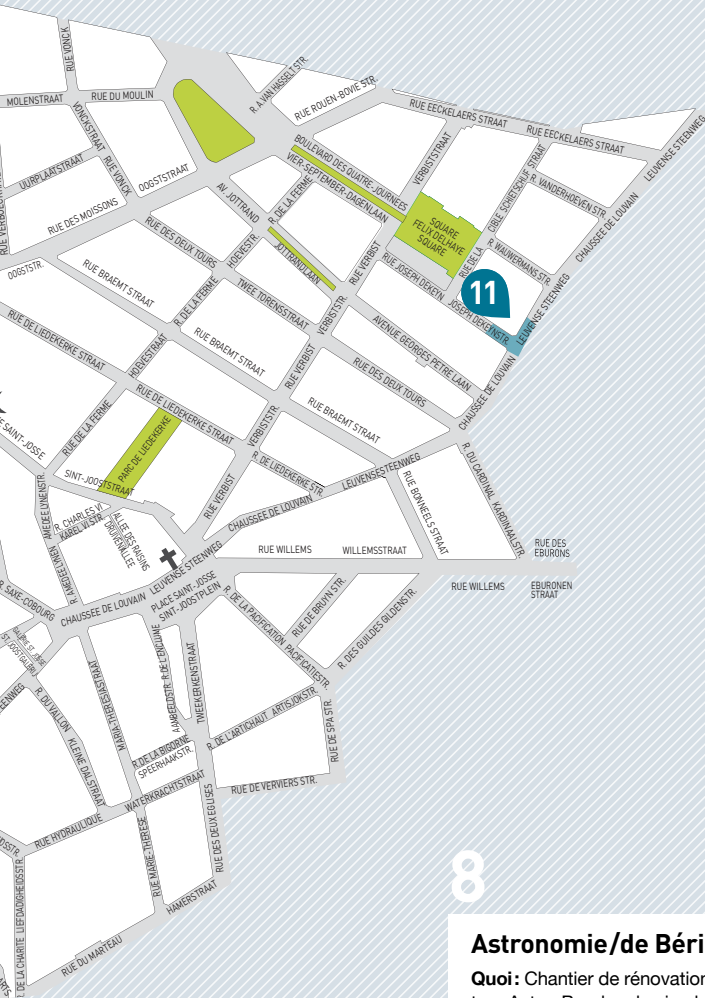 RUE VONCK
MOLENSTRAAT
RUE DU MOULIN
VONCKSTRAAT
RUE VONCK
UURPLAATSTRAAT
OOGSTSTRAAT
RUE DES MOISSONS
OOGSTSTR.
R. A. VAN HASSELT STR.
RUE ROUEN-BOVIE STR.
BOULEVARD DES QUATRE JOURNEES
VIER-SEPTEMBER-DAGENLAAN
RUE EECKELAERS STRAAT
RUE EECKELAERS STRAAT
LEUVENSE STEENWEG
CHAUSSEE DE LOUVAIN
VERBISTSTRAAT
CIBLE SCHIETSCHIJF STRAAT
RUE DE LA
R. VANDERHOEVEN STR.
R. WAUWERMANS STR.
SQUARE
FELIX DELHAYE
SQUARE
AV. JOTTRAND
JOTTRANDLAAN
R. DE LA FERME
HOEVESTR.
RUE DES DEUX TOURS
TWEE TORENSSTRAAT
RUE VERBIST
VERBISTSTR.
RUE JOSEPH DEKEYN
JOSEPH DEKEYNSTR.
11
LEUVENSE STEENWEG
CHAUSSEE DE LOUVAIN
AVENUE GEORGES PETRE LAAN
RUE DES DEUX TOURS
RUE BRAEMT STRAAT
R. DE LA FERME
RUE BRAEMT STRAAT
RUE VERBIST
RUE BRAEMT STRAAT
RUE DE LIEDEKERKE STRAAT
HOEVESTRAAT
RUE DE LA FERME
RUE DE LIEDEKERKE STRAAT
PARC DE LIEDEKERKE
VERBISTSTR.
R. DE LIEDEKERKE STR.
LEUVENSESTEENWEG
SAINT-JOSSE
SINT-JOOSTSTRAAT
RUE VERBIST
CHAUSSEE DE LOUVAIN
RUE BONNEELS STRAAT
R. DU CARDINAL KARDINAALSTR.
AMEDEE LYNENSTR.
R. AMEDEE LYNEN
R. CHARLES VI
KAREL VI STR.
ALLEE DES RAISINS
DRUIVENALLEE
LEUVENSE STEENWEG
RUE WILLEMS
WILLEMSSTRAAT
RUE DES
EBURONS
RUE WILLEMS
EBURONEN
STRAAT
R. SAXE-COBOURG
CHAUSSEE DE LOUVAIN
PLACE SAINT-JOSSE
SINT-JOOSTPLEIN
R. DE LA PACIFICATION PACIFICATIESTR.
RUE DE BRUYN STR.
R. DES GUILDES GILDENSTR.
R. DU VALLON
KLEINE DALSTRAAT
MARIA-THERESIASTRAAT
AAMBEELDSTR. R. DE L'ENCLUME
TWEEKERKENSTRAAT
R. DE LA BIGORNE
SPEERHAAKSTR.
R. DE L'ARTICHAUT ARTISJOKSTR.
RUE DE SPA STR.
RUE DE VERVIERS STR.
RUE HYDRAULIQUE
WATERKRACHTSTRAAT
RUE MARIE-THERESE
RUE DES DEUX EGLISES
R. DE LA CHARITE LIEFDADIGHEIDSSTR.
HAMERSTRAAT
RUE DU MARTEAU
ARTS
8
Astronomie/de Béri
Quoi: Chantier de rénovation